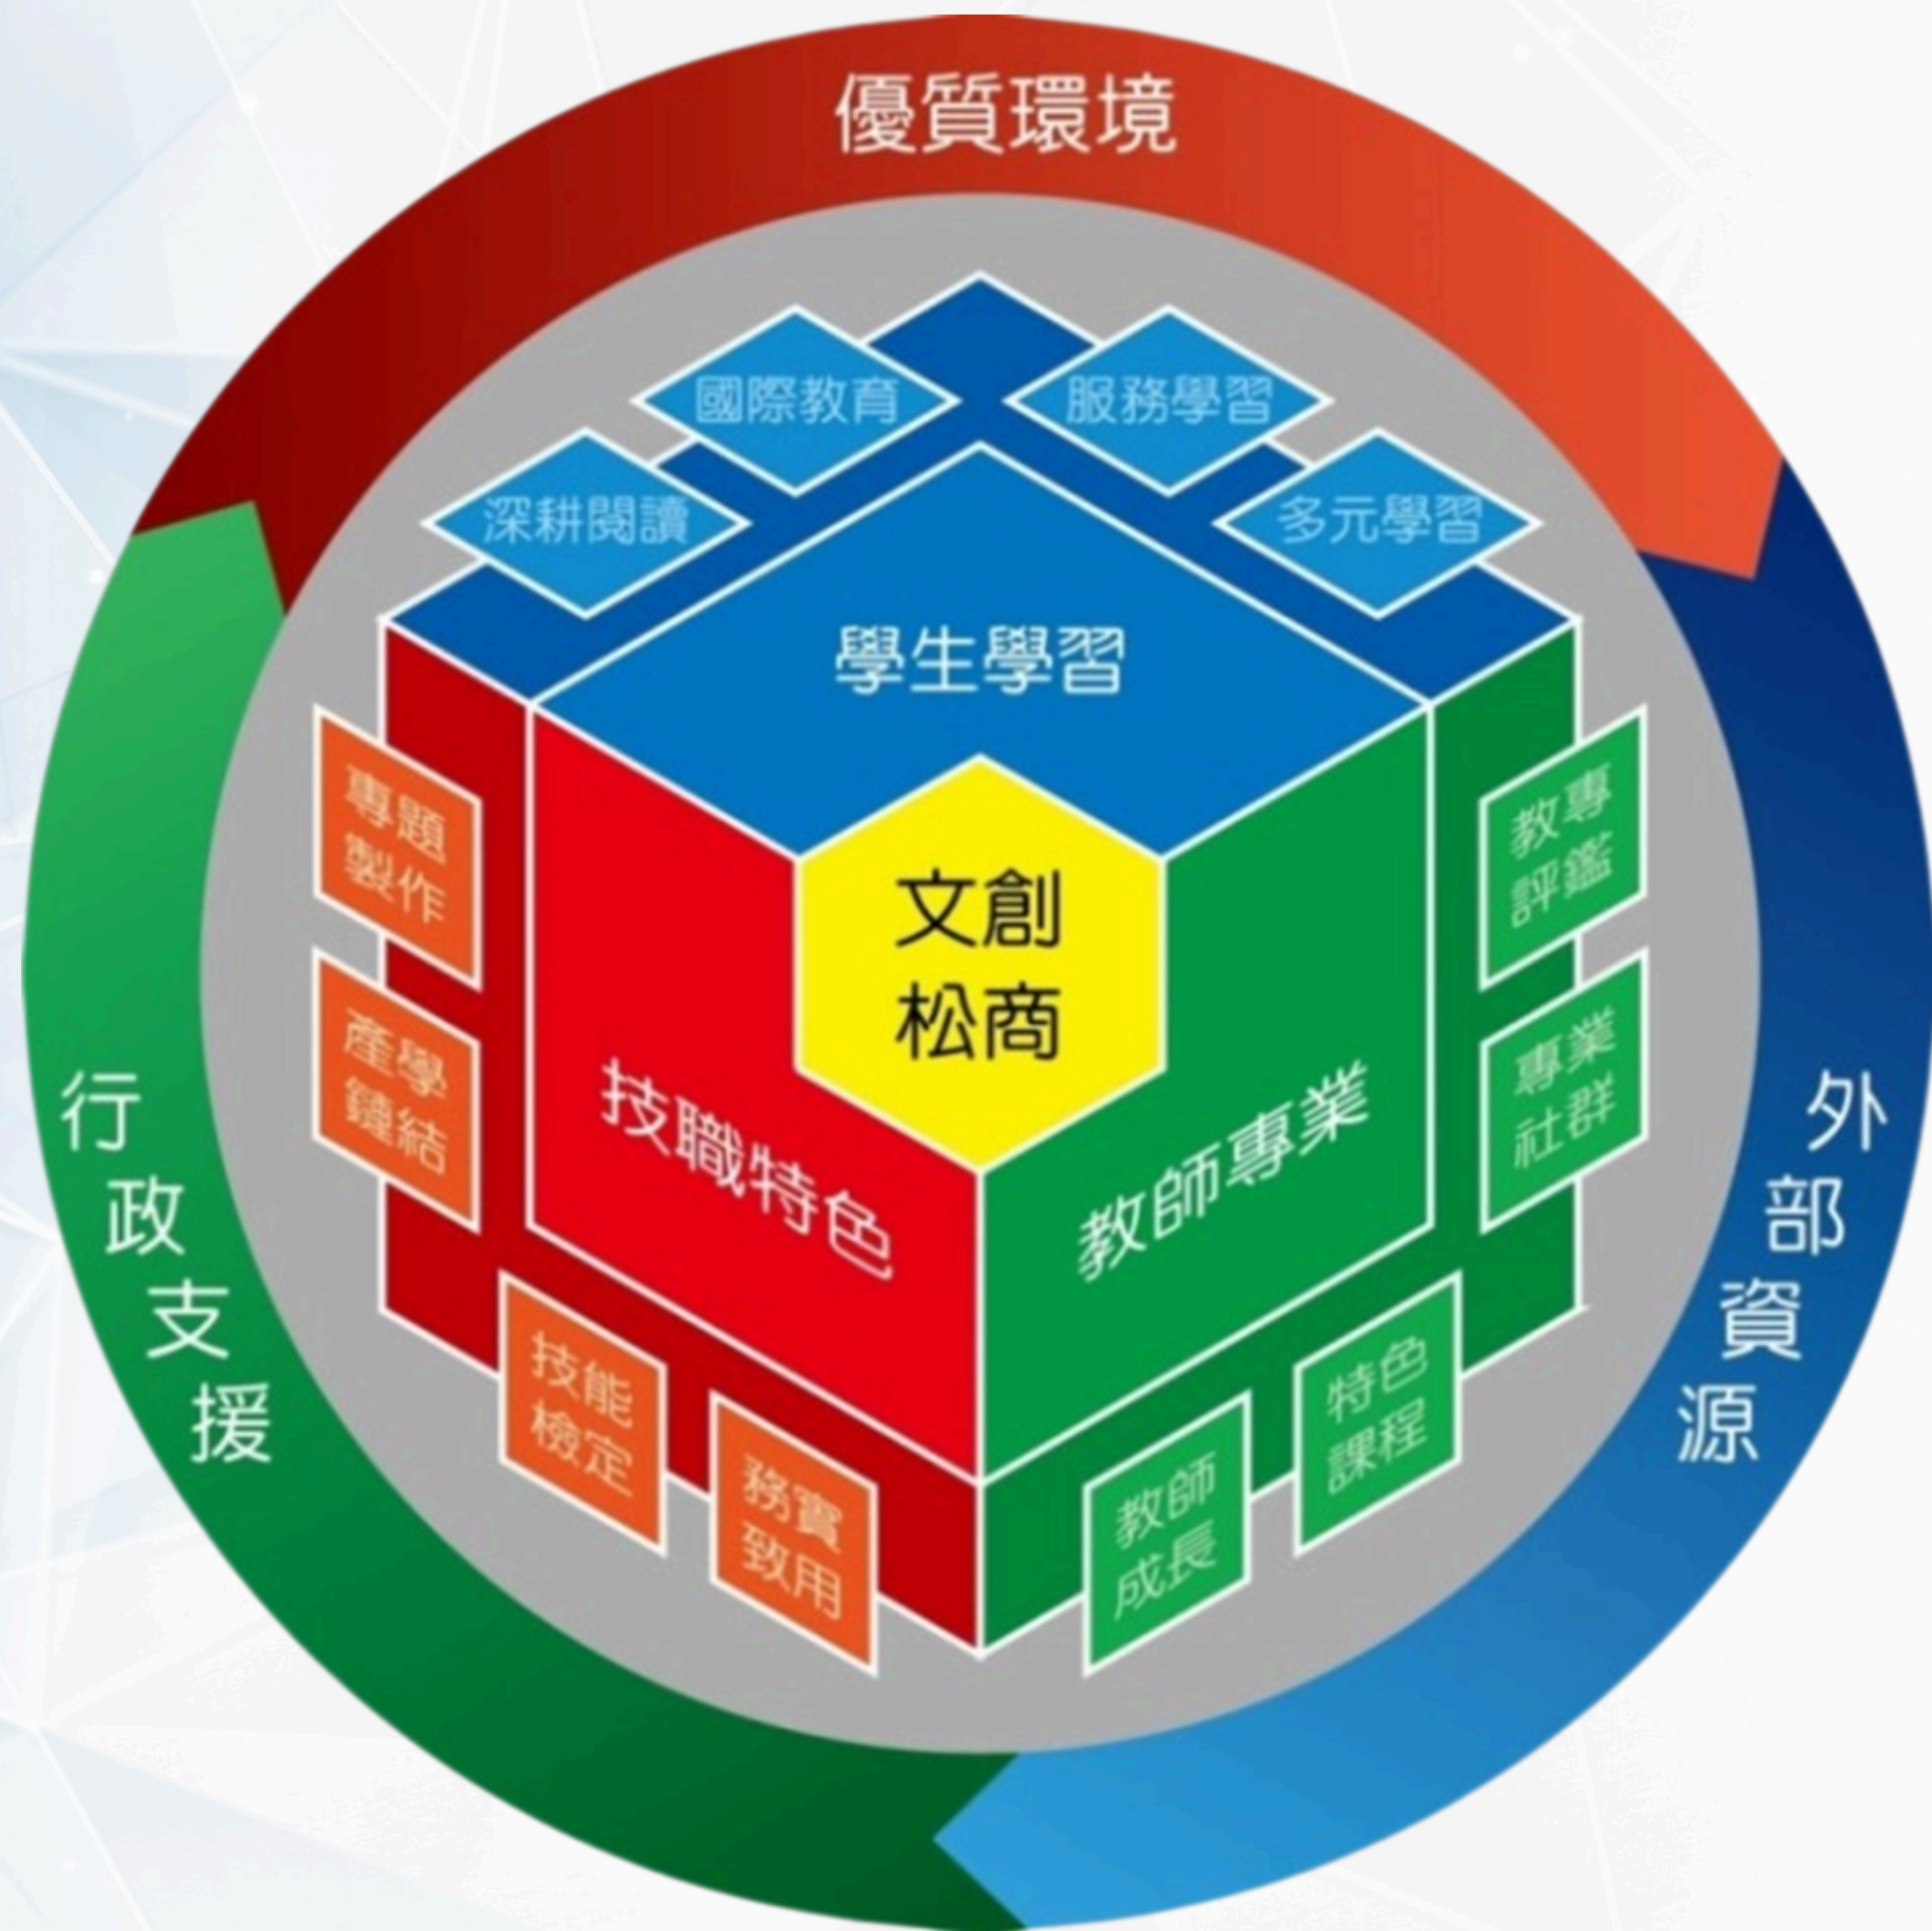 優質環境
國際教育
服務學習
深耕閱讀
多元學習
學生學習
專題
製作
教專
評鑑
文創
松商
產學
鏈結
專業
社群
技職特色
教師專業
行政支援
外部資源
技能
檢定
特色
課程
務實
致用
教師
成長